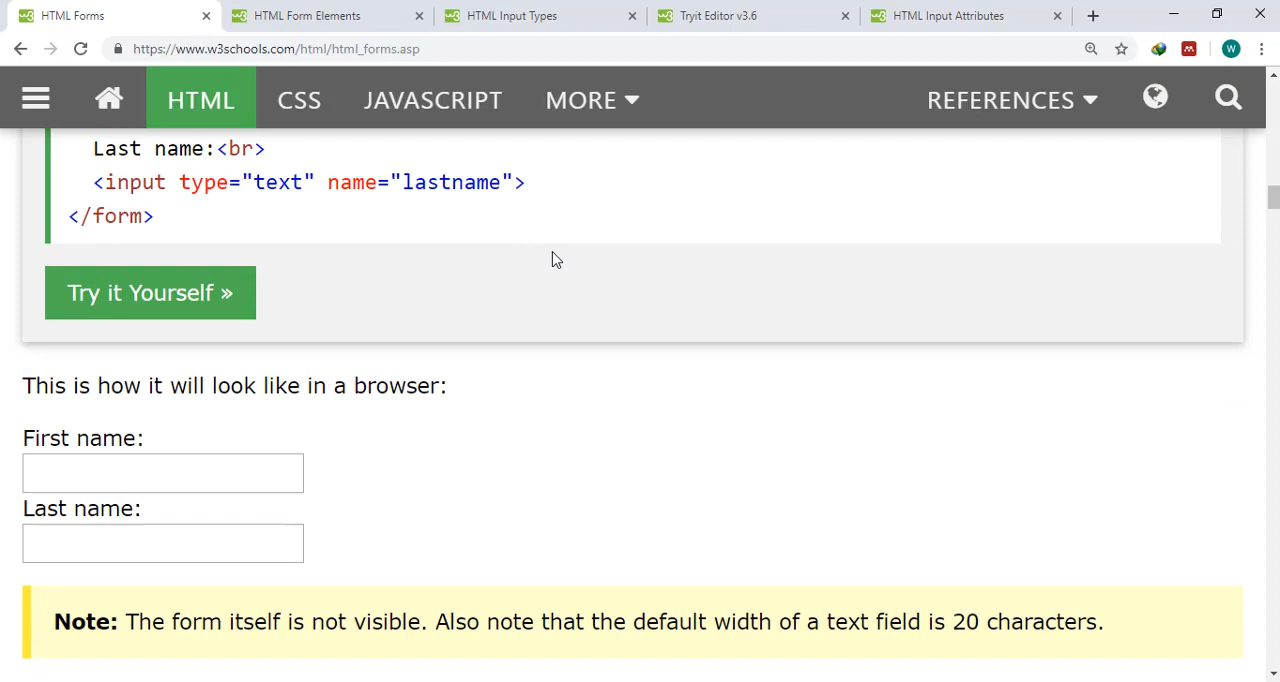 HTML Forms
HTML Form Elements
HTML Input Types
Tryit Editor v3.6
HTML Input Attributes
https://www.w3schools.com/html/html_forms.asp
W
HTML CSS JAVASCRIPT MORE REFERENCES
Last name:<br>
<input type="text" name="lastname">
</form>
Try it Yourself »
This is how it will look like in a browser:
First name:
Last name:
Note: The form itself is not visible. Also note that the default width of a text field is 20 characters.